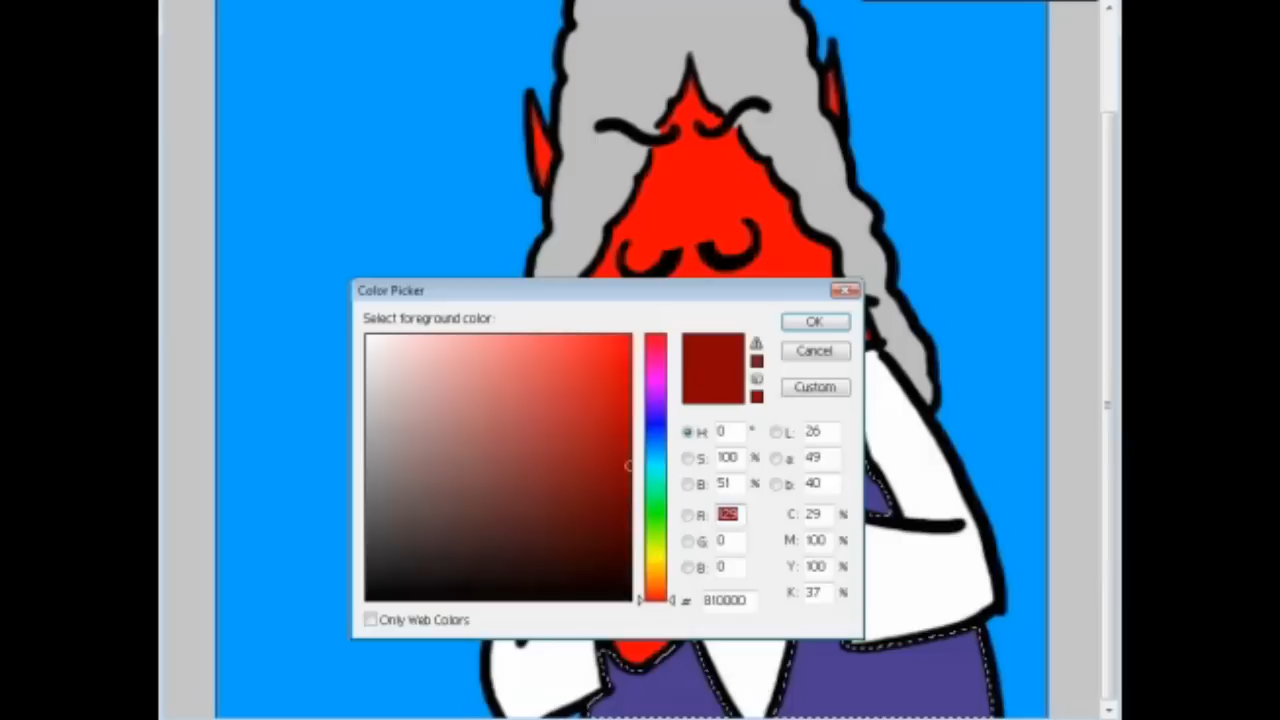 Color Picker
Select foreground color:
OK
Cancel
Custom
H: 0 ° L: 26
S: 100 % a: 49
B: 51 % b: 40
R: 129 C: 29 %
G: 0 M: 100 %
B: 0 Y: 100 %
# 810000 K: 37 %
Only Web Colors